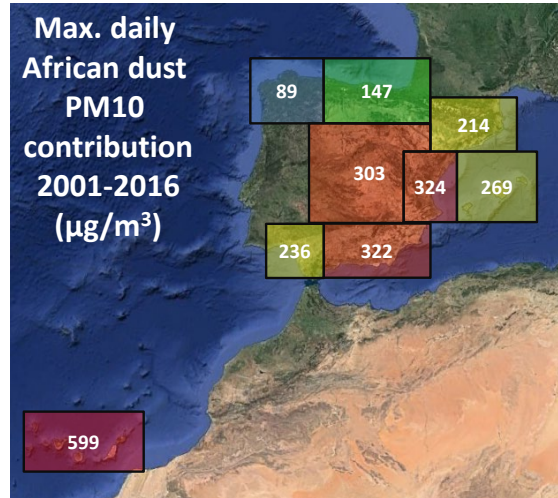 Max. daily
African dust
PM10
contribution
2001-2016
(µg/m³)
89
147
214
303
324
269
236
322
599